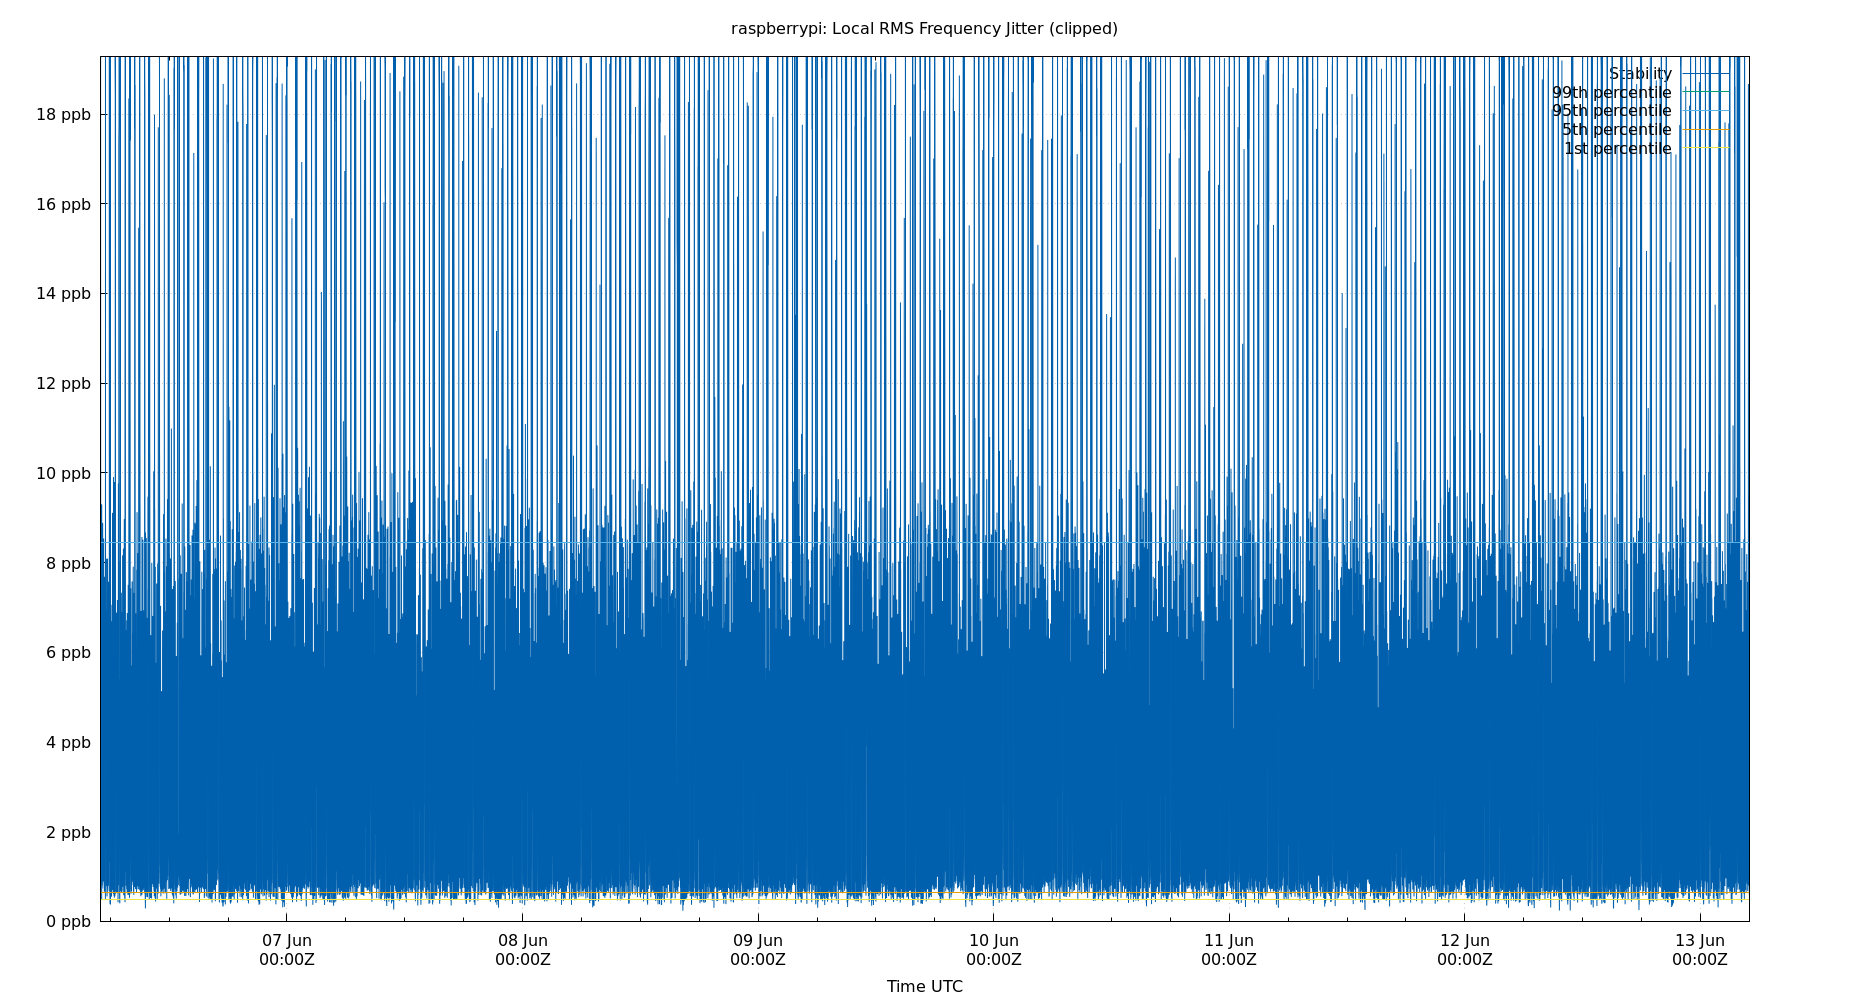 raspberrypi: Local RMS Frequency Jitter (clipped)
Stability
99th percentile
95th percentile
5th percentile
1st percentile
18 ppb
16 ppb
14 ppb
12 ppb
10 ppb
8 ppb
6 ppb
4 ppb
2 ppb
0 ppb
07 Jun 08 Jun 09 Jun 10 Jun 11 Jun 12 Jun 13 Jun
00:00Z 00:00Z 00:00Z 00:00Z 00:00Z 00:00Z 00:00Z
Time UTC